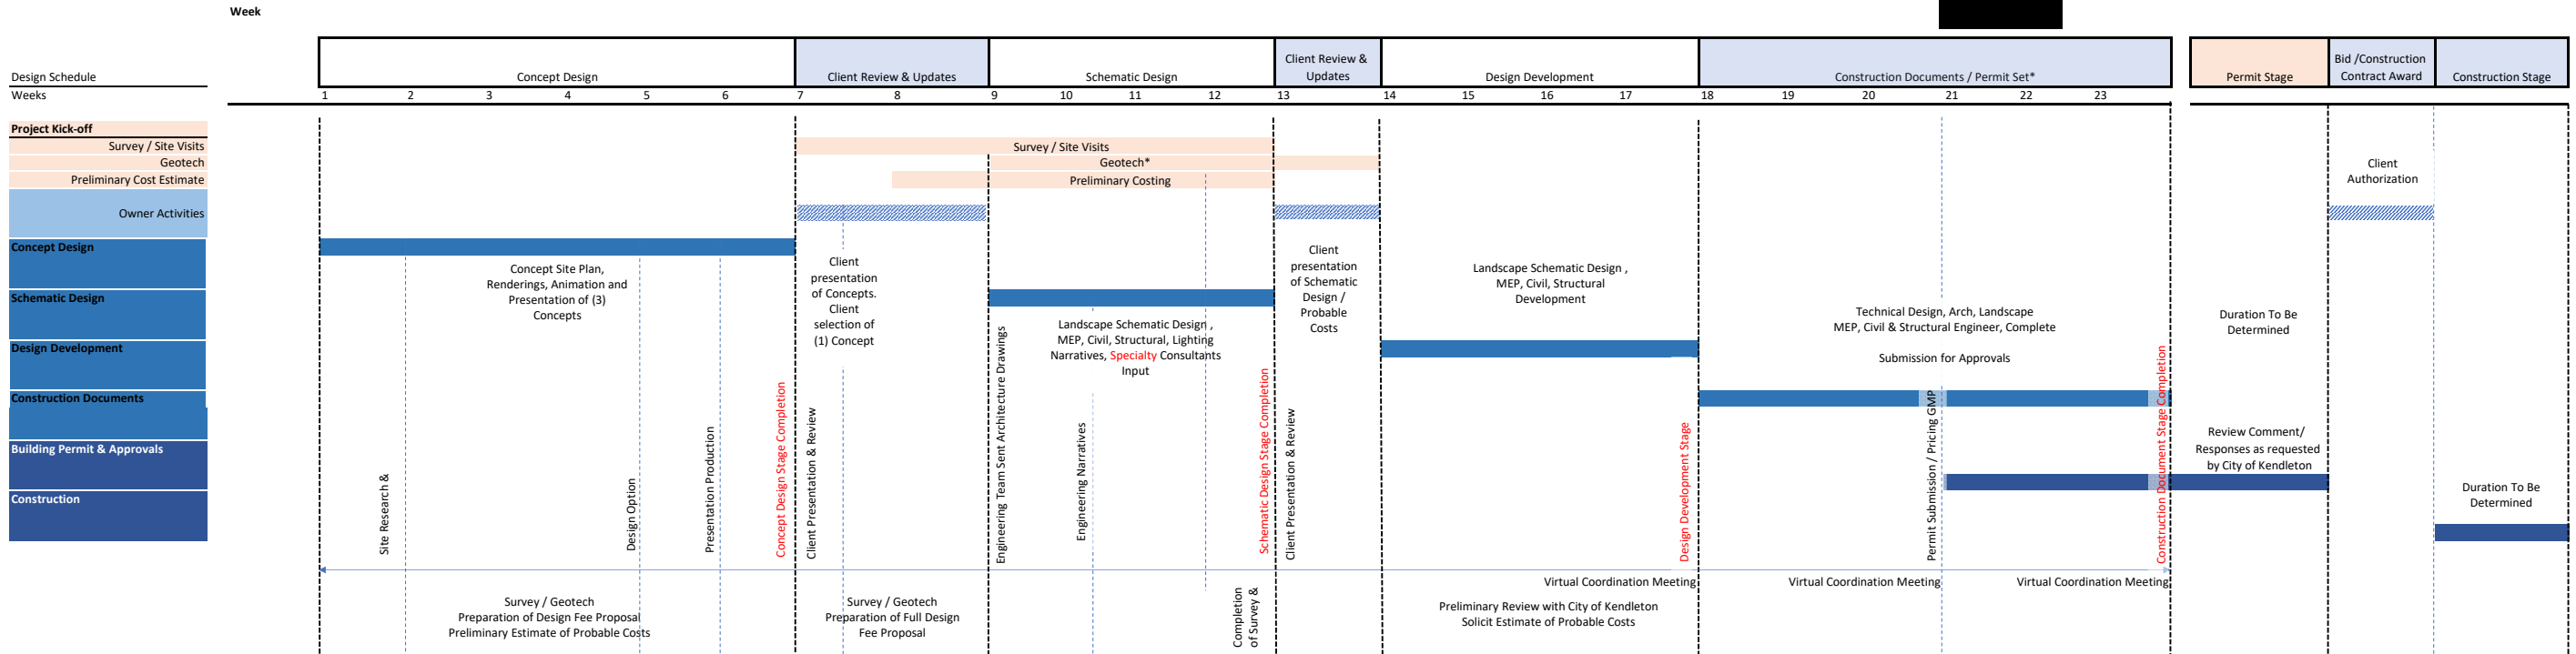 Week
Design Schedule
Concept Design
Client Review & Updates
Schematic Design
Client Review &
Updates
Design Development
Construction Documents / Permit Set*
Permit Stage
Bid /Construction
Contract Award
Construction Stage
Weeks
1 2 3 4 5 6 7 8 9 10 11 12 13 14 15 16 17 18 19 20 21 22 23
Project Kick-off
Survey / Site Visits
Geotech
Preliminary Cost Estimate
Owner Activities
Concept Design
Schematic Design
Design Development
Construction Documents
Building Permit & Approvals
Construction
Survey / Site Visits
Geotech*
Preliminary Costing
Client
Authorization
Concept Site Plan,
Renderings, Animation and
Presentation of (3)
Concepts
Client
presentation
of Concepts.
Client
selection of
(1) Concept
Landscape Schematic Design ,
MEP, Civil, Structural, Lighting
Narratives, Specialty Consultants
Input
Client
presentation
of Schematic
Design /
Probable
Costs
Landscape Schematic Design ,
MEP, Civil, Structural
Development
Technical Design, Arch, Landscape
MEP, Civil & Structural Engineer, Complete
Submission for Approvals
Duration To Be
Determined
Review Comment/
Responses as requested
by City of Kendleton
Duration To Be
Determined
Site Research &
Design Option
Presentation Production
Concept Design Stage Completion
Client Presentation & Review
Engineering Team Sent Architecture Drawings
Engineering Narratives
Schematic Design Stage Completion
Client Presentation & Review
Design Development Stage
Permit Submission / Pricing GMP
Construction Document Stage Completion
Virtual Coordination Meeting
Virtual Coordination Meeting
Virtual Coordination Meeting
Survey / Geotech
Preparation of Design Fee Proposal
Preliminary Estimate of Probable Costs
Survey / Geotech
Preparation of Full Design
Fee Proposal
Completion
of Survey &
Preliminary Review with City of Kendleton
Solicit Estimate of Probable Costs